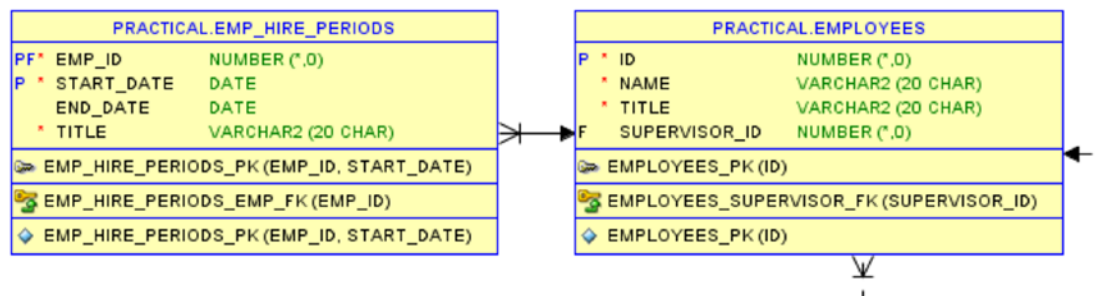 PRACTICAL.EMP_HIRE_PERIODS
PF* EMP_ID NUMBER (*,0)
P * START_DATE DATE
END_DATE DATE
* TITLE VARCHAR2 (20 CHAR)
EMP_HIRE_PERIODS_PK (EMP_ID, START_DATE)
EMP_HIRE_PERIODS_EMP_FK (EMP_ID)
EMP_HIRE_PERIODS_PK (EMP_ID, START_DATE)
PRACTICAL.EMPLOYEES
P * ID NUMBER (*,0)
* NAME VARCHAR2 (20 CHAR)
* TITLE VARCHAR2 (20 CHAR)
F SUPERVISOR_ID NUMBER (*,0)
EMPLOYEES_PK (ID)
EMPLOYEES_SUPERVISOR_FK (SUPERVISOR_ID)
EMPLOYEES_PK (ID)